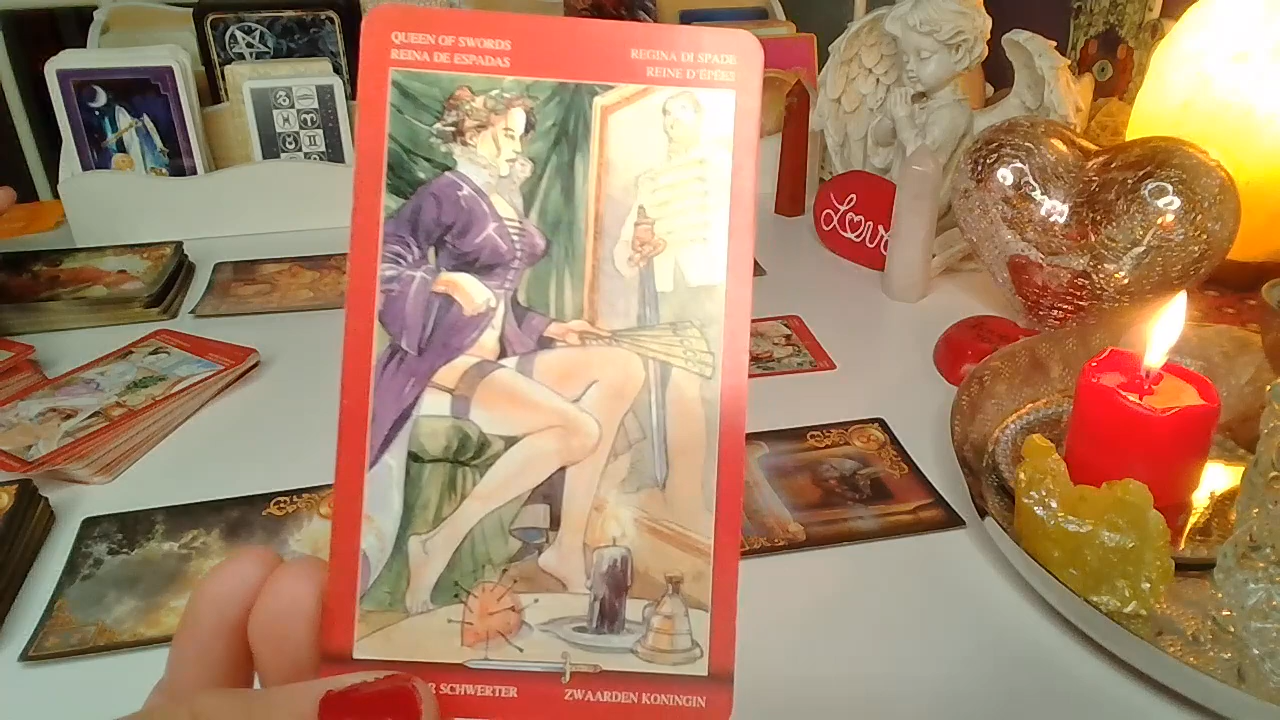 QUEEN OF SWORDS
REINA DE ESPADAS
REGINA DI SPADE
REINE D'ÉPÉES
SCHWERTER
ZWAARDEN KONINGIN
Love